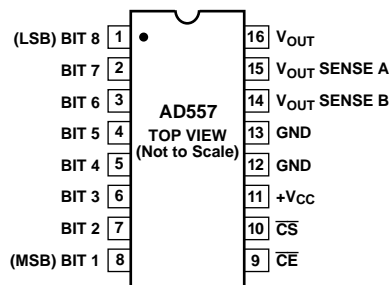 (LSB) BIT 8 1 16 VOUT
BIT 7 2 15 VOUT SENSE A
BIT 6 3 14 VOUT SENSE B
AD557
BIT 5 4 13 GND
TOP VIEW
(Not to Scale)
BIT 4 5 12 GND
BIT 3 6 11 +VCC
BIT 2 7 10 CS
(MSB) BIT 1 8 9 CE